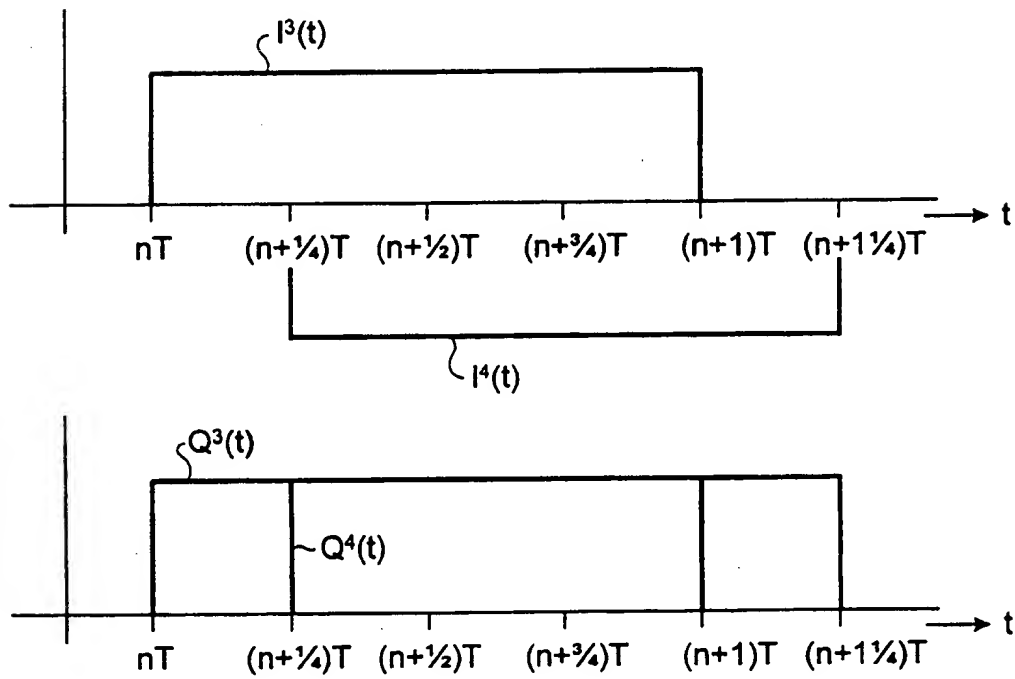 I³(t)
t
nT (n+¼)T (n+½)T (n+¾)T (n+1)T (n+1¼)T
I⁴(t)
Q³(t)
Q⁴(t)
t
nT (n+¼)T (n+½)T (n+¾)T (n+1)T (n+1¼)T